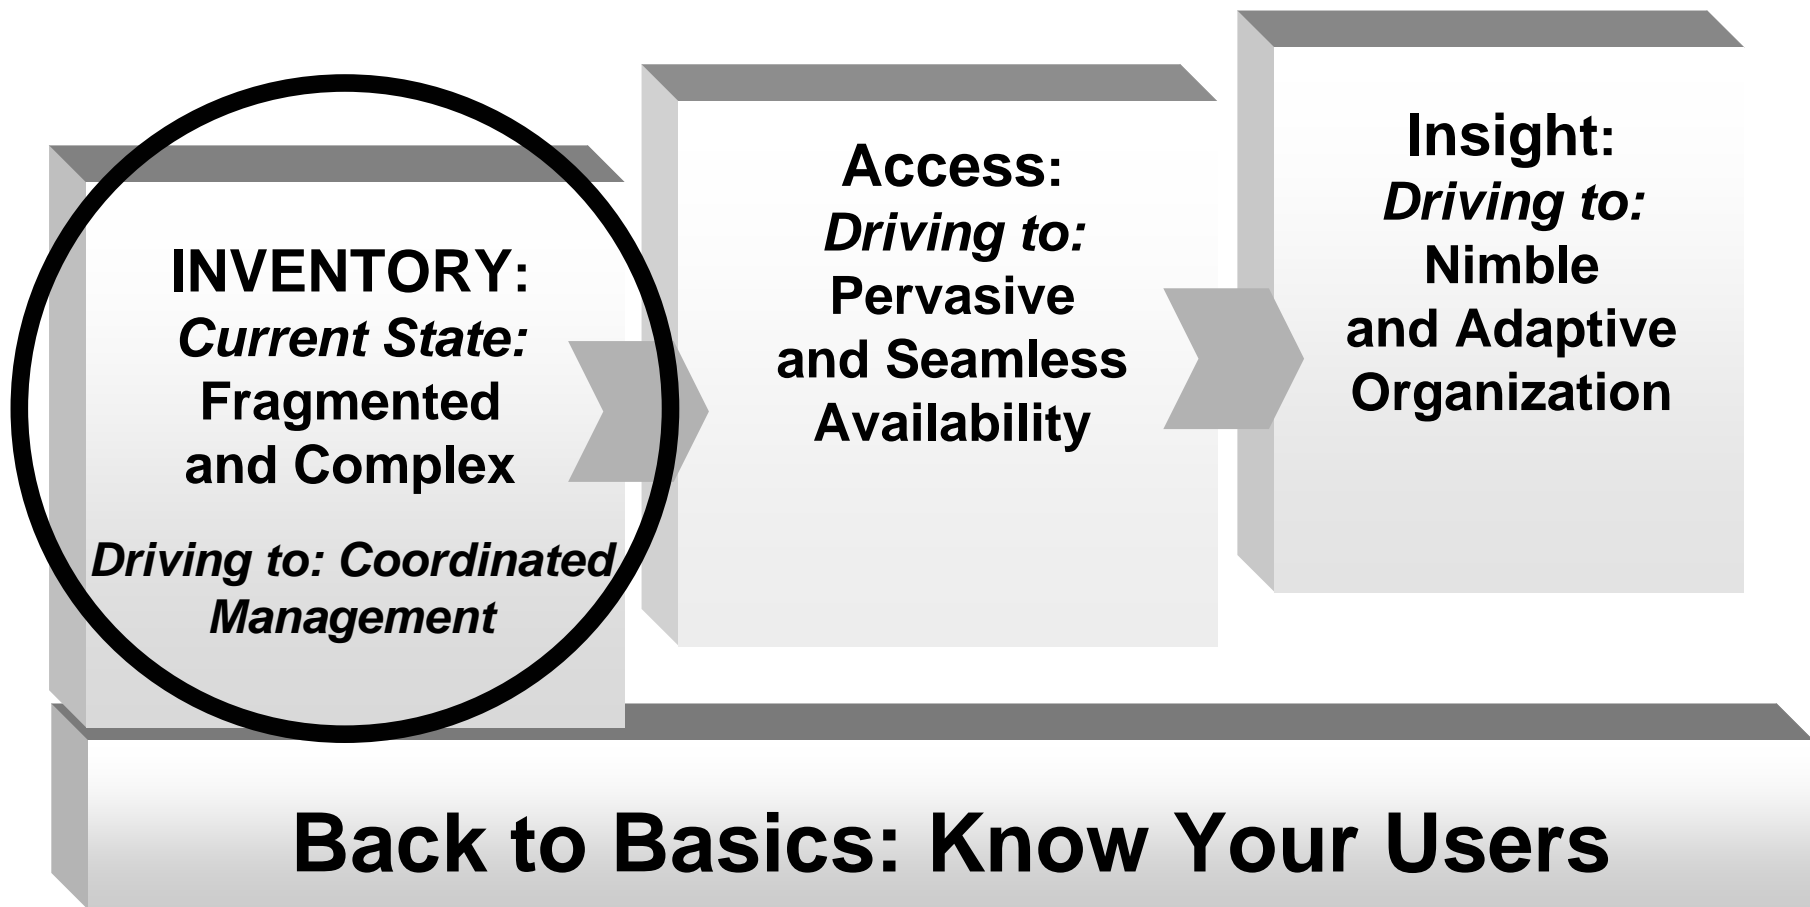 INVENTORY:
Current State:
Fragmented
and Complex
Driving to: Coordinated
Management
Access:
Driving to:
Pervasive
and Seamless
Availability
Insight:
Driving to:
Nimble
and Adaptive
Organization
Back to Basics: Know Your Users